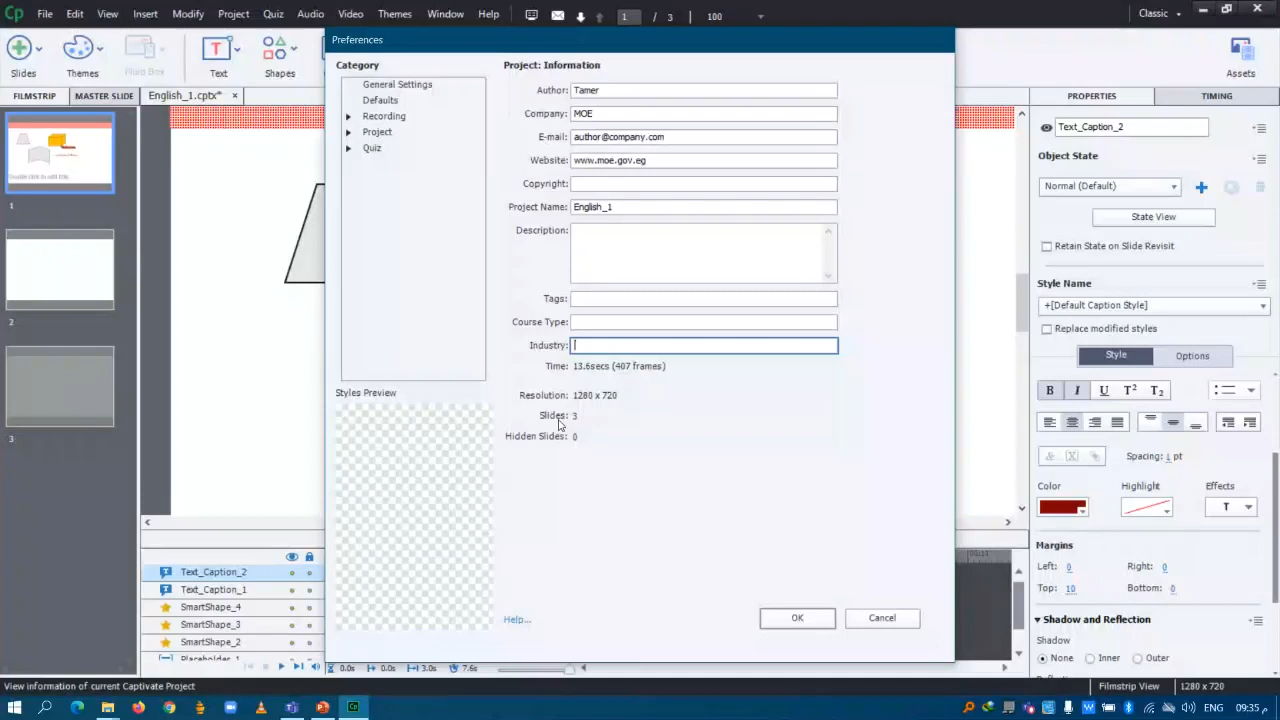 Cp File Edit View Insert Modify Project Quiz Audio Video Themes Window Help 1 / 3 100 Classic
Slides Themes Text Shapes Assets
FILMSTRIP MASTER SLIDE English_1.cptx* PROPERTIES TIMING
Preferences
Category
General Settings
Defaults
Recording
Project
Quiz
Styles Preview
Project: Information
Author: Tamer
Company: MOE
E-mail: author@company.com
Website: www.moe.gov.eg
Copyright:
Project Name: English_1
Description:
Tags:
Course Type:
Industry:
Time: 13.6secs (407 frames)
Resolution: 1280 x 720
Slides: 3
Hidden Slides: 0
Help...
OK Cancel
1
2
3
Text_Caption_2
Object State
Normal (Default)
State View
Retain State on Slide Revisit
Style Name
+[Default Caption Style]
Replace modified styles
Style Options
B I U T² T₂
Spacing: 1 pt
Color Highlight Effects
T
Margins
Left: 0 Right: 0
Top: 10 Bottom: 0
Shadow and Reflection
Shadow
None Inner Outer
Text_Caption_2
Text_Caption_1
SmartShape_4
SmartShape_3
SmartShape_2
0.0s 0.0s 3.0s 7.6s
View information of current Captivate Project Filmstrip View 1280 x 720
ENG 09:35 م